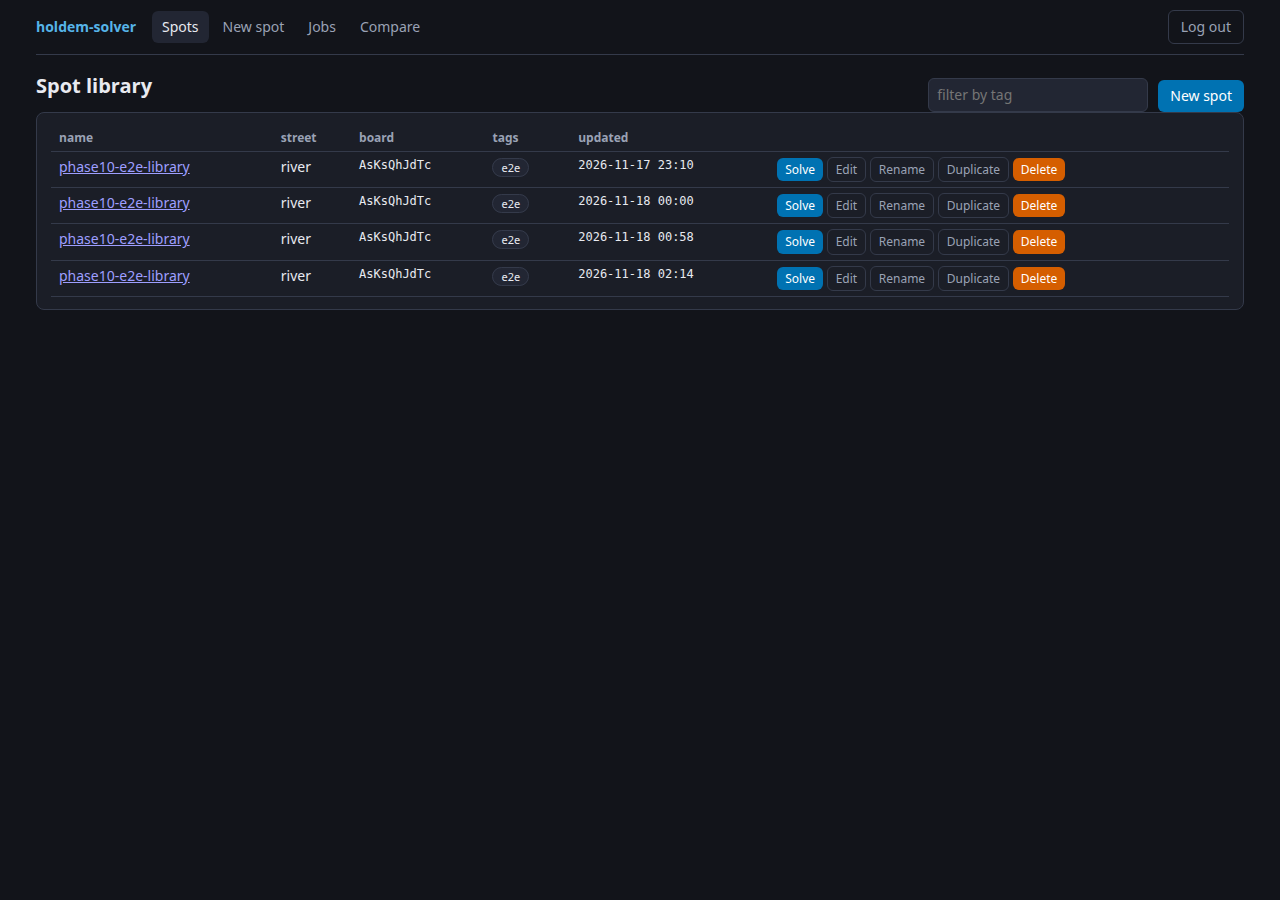 holdem-solver Spots New spot Jobs Compare Log out
Spot library filter by tag New spot
name street board tags updated
phase10-e2e-library river AsKsQhJdTc e2e 2026-11-17 23:10 Solve Edit Rename Duplicate Delete
phase10-e2e-library river AsKsQhJdTc e2e 2026-11-18 00:00 Solve Edit Rename Duplicate Delete
phase10-e2e-library river AsKsQhJdTc e2e 2026-11-18 00:58 Solve Edit Rename Duplicate Delete
phase10-e2e-library river AsKsQhJdTc e2e 2026-11-18 02:14 Solve Edit Rename Duplicate Delete